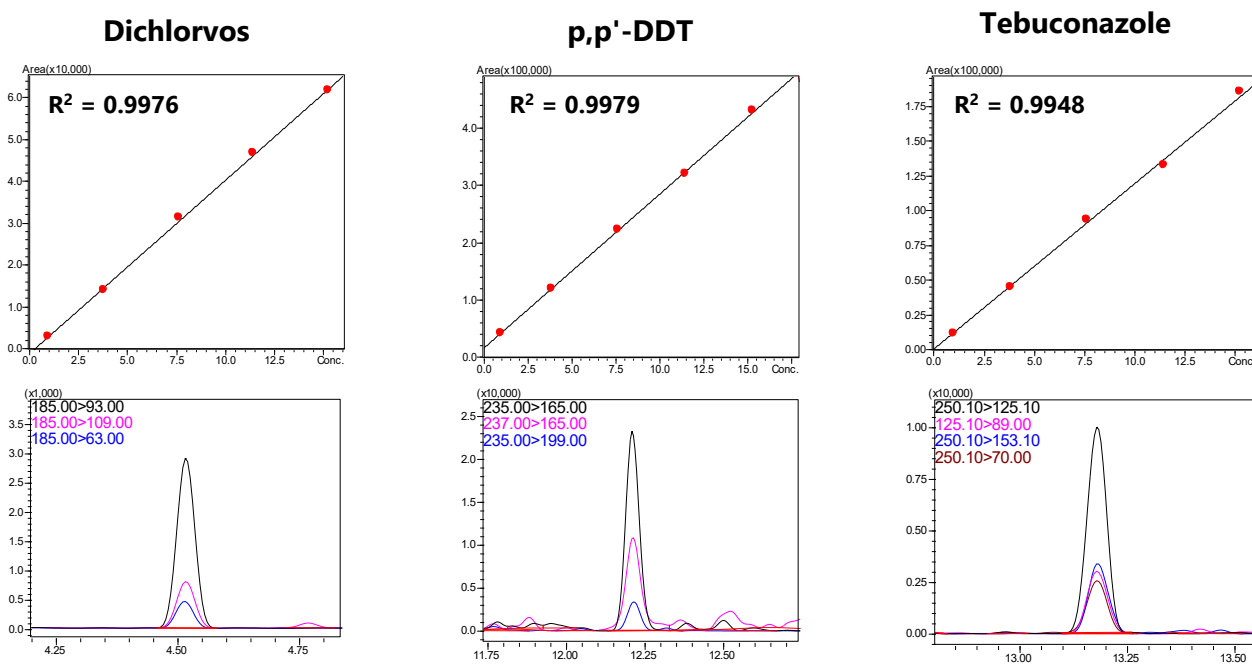 Dichlorvos
p,p'-DDT
Tebuconazole
Area(x10,000)
R² = 0.9976
6.0
5.0
4.0
3.0
2.0
1.0
0.0
0.0 2.5 5.0 7.5 10.0 12.5 Conc.
Area(x100,000)
R² = 0.9979
4.0
3.0
2.0
1.0
0.0
0.0 2.5 5.0 7.5 10.0 12.5 Conc.
Area(x100,000)
R² = 0.9948
1.75
1.50
1.25
1.00
0.75
0.50
0.25
0.00
0.0 2.5 5.0 7.5 10.0 12.5 Conc
(x1,000)
185.00>93.00
185.00>109.00
185.00>63.00
3.5
3.0
2.5
2.0
1.5
1.0
0.5
0.0
4.25 4.50 4.75
(x10,000)
235.00>165.00
237.00>165.00
235.00>199.00
2.5
2.0
1.5
1.0
0.5
0.0
11.75 12.00 12.25 12.50
(x10,000)
250.10>125.10
125.10>89.00
250.10>153.10
250.10>70.00
1.00
0.75
0.50
0.25
0.00
13.00 13.25 13.50